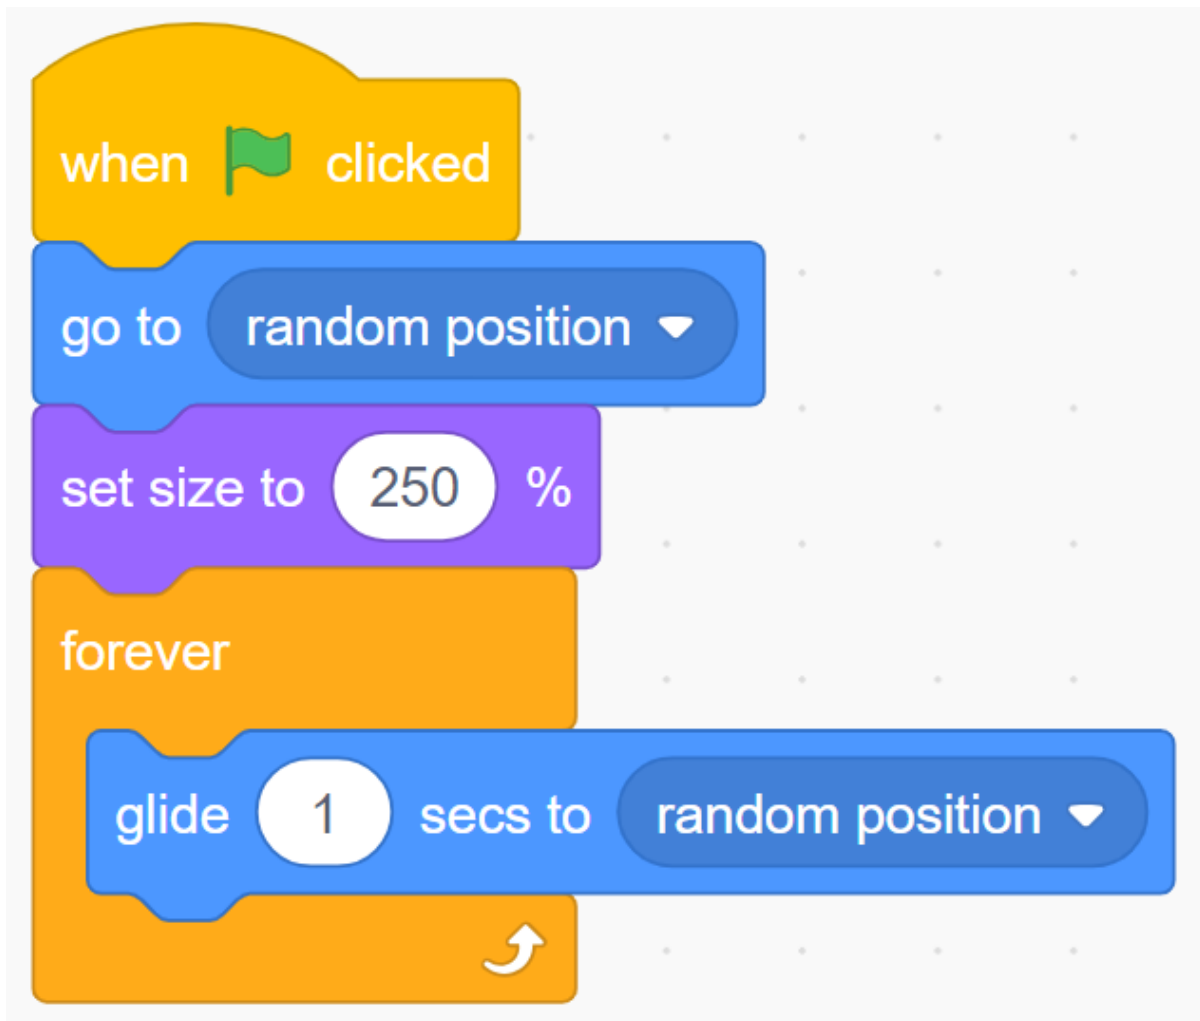 when clicked
go to random position
set size to 250 %
forever
glide 1 secs to random position